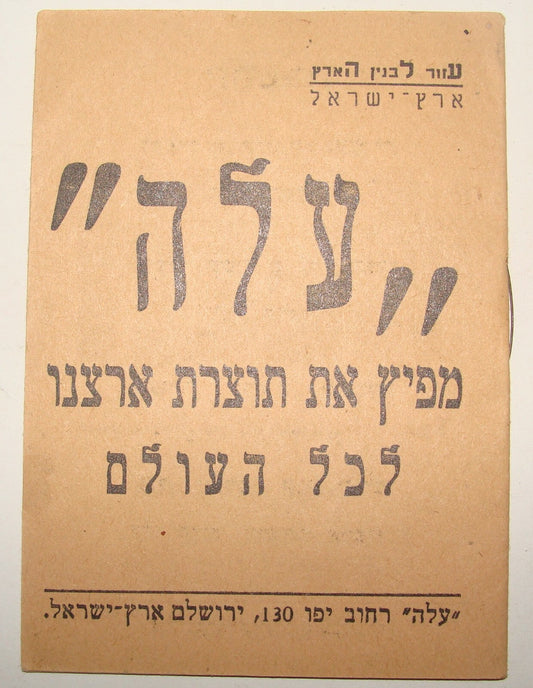 עזור לבנין הארץ
ארץ־ישראל
„עלה"
מפיץ את תוצרת ארצנו
לכל העולם
„עלה" רחוב יפו 130, ירושלם ארץ־ישראל.